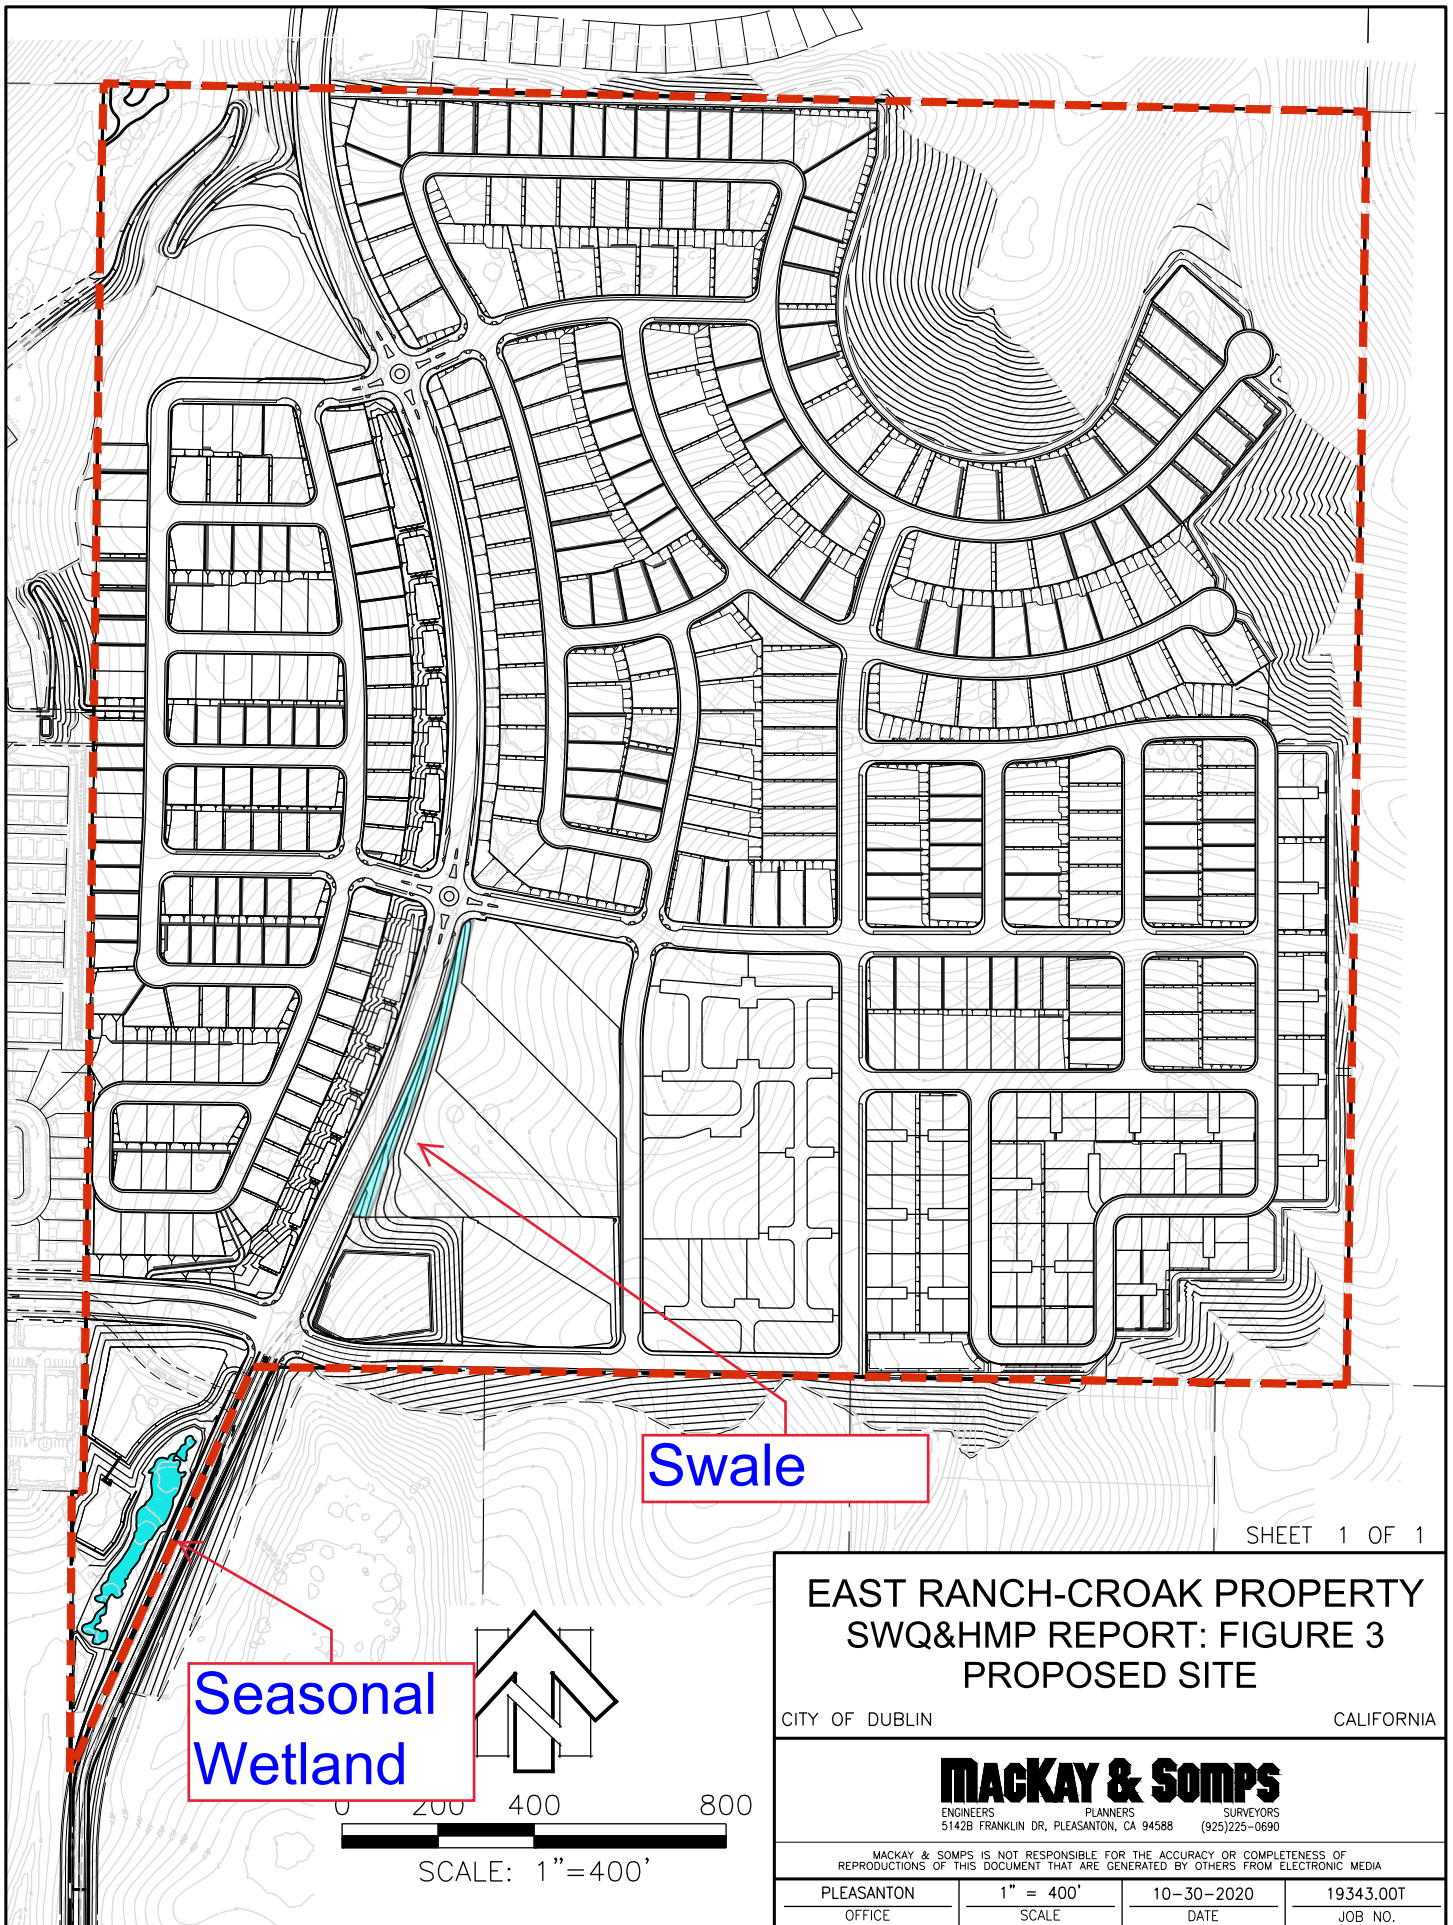 Swale
Seasonal
Wetland
SHEET 1 OF 1
EAST RANCH-CROAK PROPERTY
SWQ&HMP REPORT: FIGURE 3
PROPOSED SITE
CITY OF DUBLIN CALIFORNIA
MACKAY & SOMPS
ENGINEERS PLANNERS SURVEYORS
5142B FRANKLIN DR, PLEASANTON, CA 94588 (925)225-0690
MACKAY & SOMPS IS NOT RESPONSIBLE FOR THE ACCURACY OR COMPLETENESS OF
REPRODUCTIONS OF THIS DOCUMENT THAT ARE GENERATED BY OTHERS FROM ELECTRONIC MEDIA
PLEASANTON 1" = 400' 10-30-2020 19343.00T
OFFICE SCALE DATE JOB NO.
N
0 200 400 800
SCALE: 1"=400'